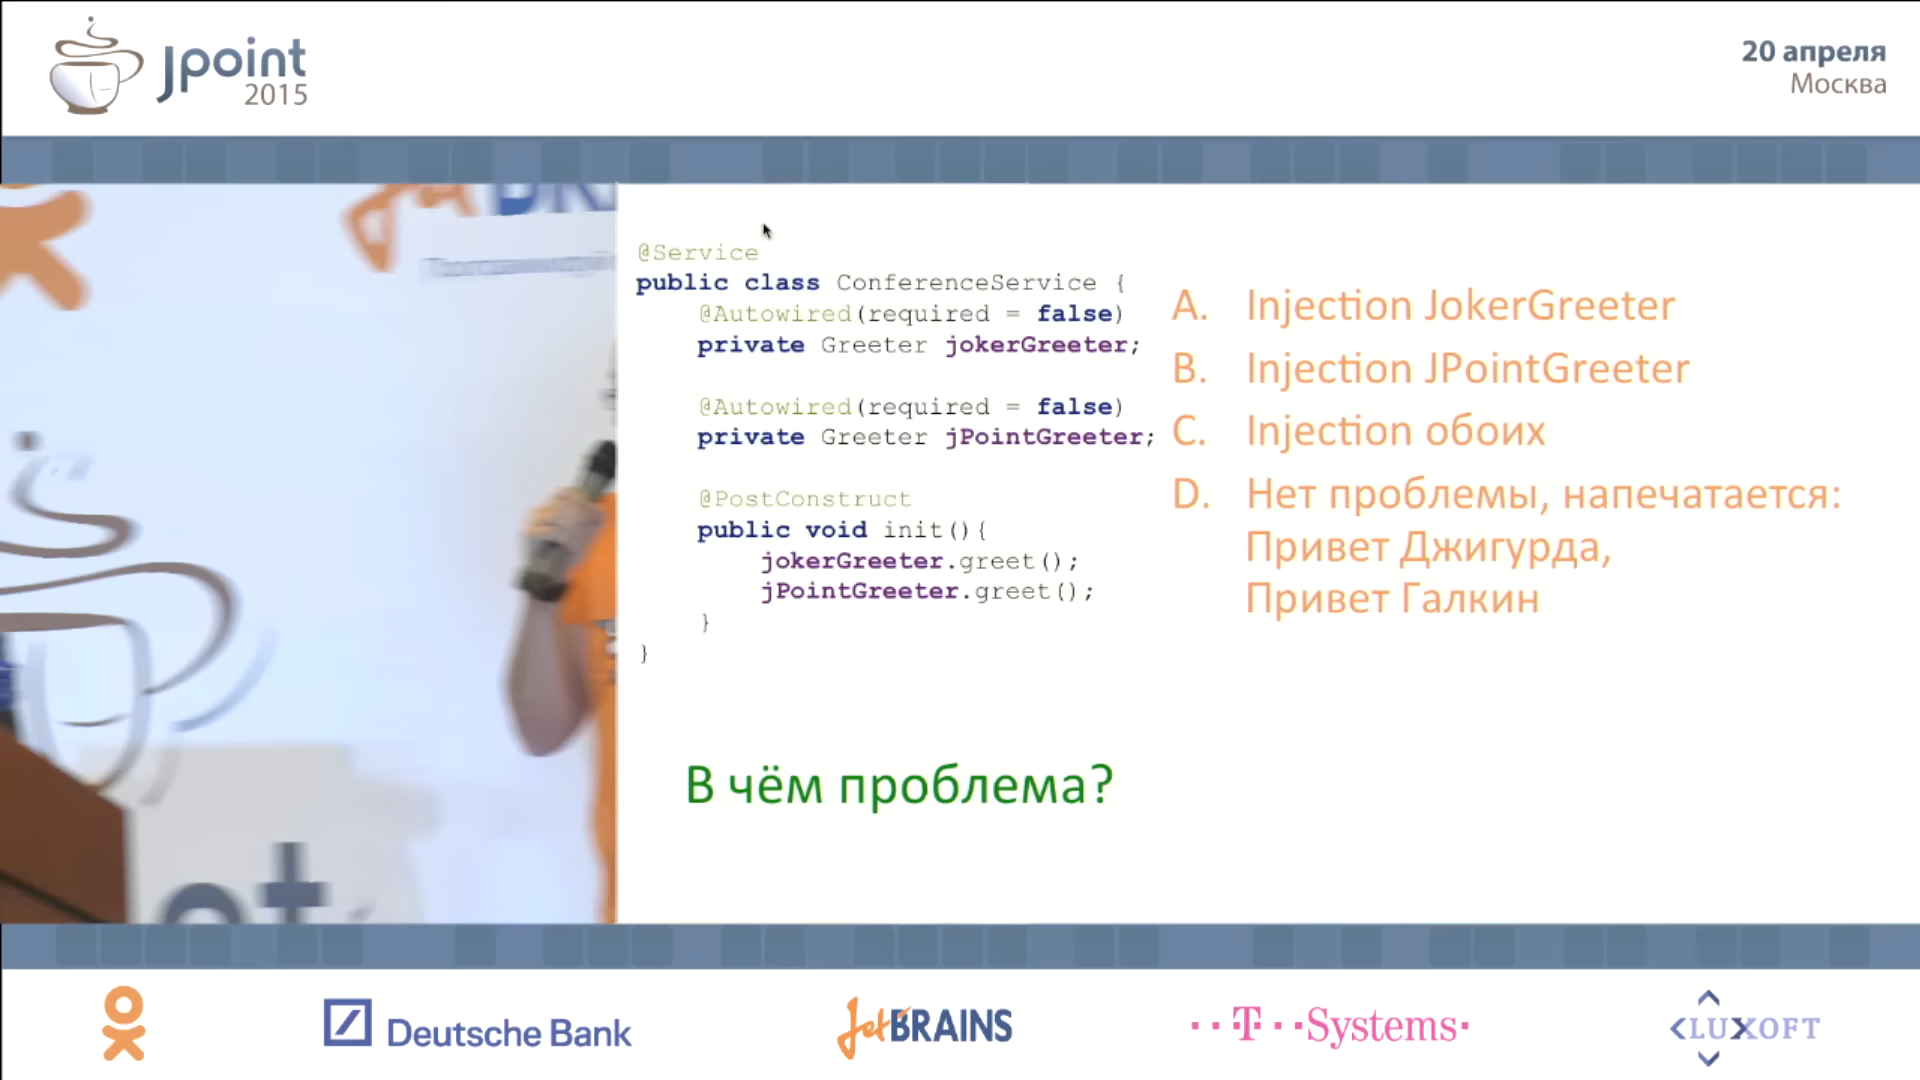 Jpoint
2015
20 апреля
Москва
@Service
public class ConferenceService {
@Autowired(required = false)
private Greeter jokerGreeter;
@Autowired(required = false)
private Greeter jPointGreeter;
@PostConstruct
public void init(){
jokerGreeter.greet();
jPointGreeter.greet();
}
}
A. Injection JokerGreeter
B. Injection JPointGreeter
C. Injection обоих
D. Нет проблемы, напечатается:
Привет Джигурда,
Привет Галкин
В чём проблема?
Deutsche Bank
JetBRAINS
··T··Systems·
LUXOFT